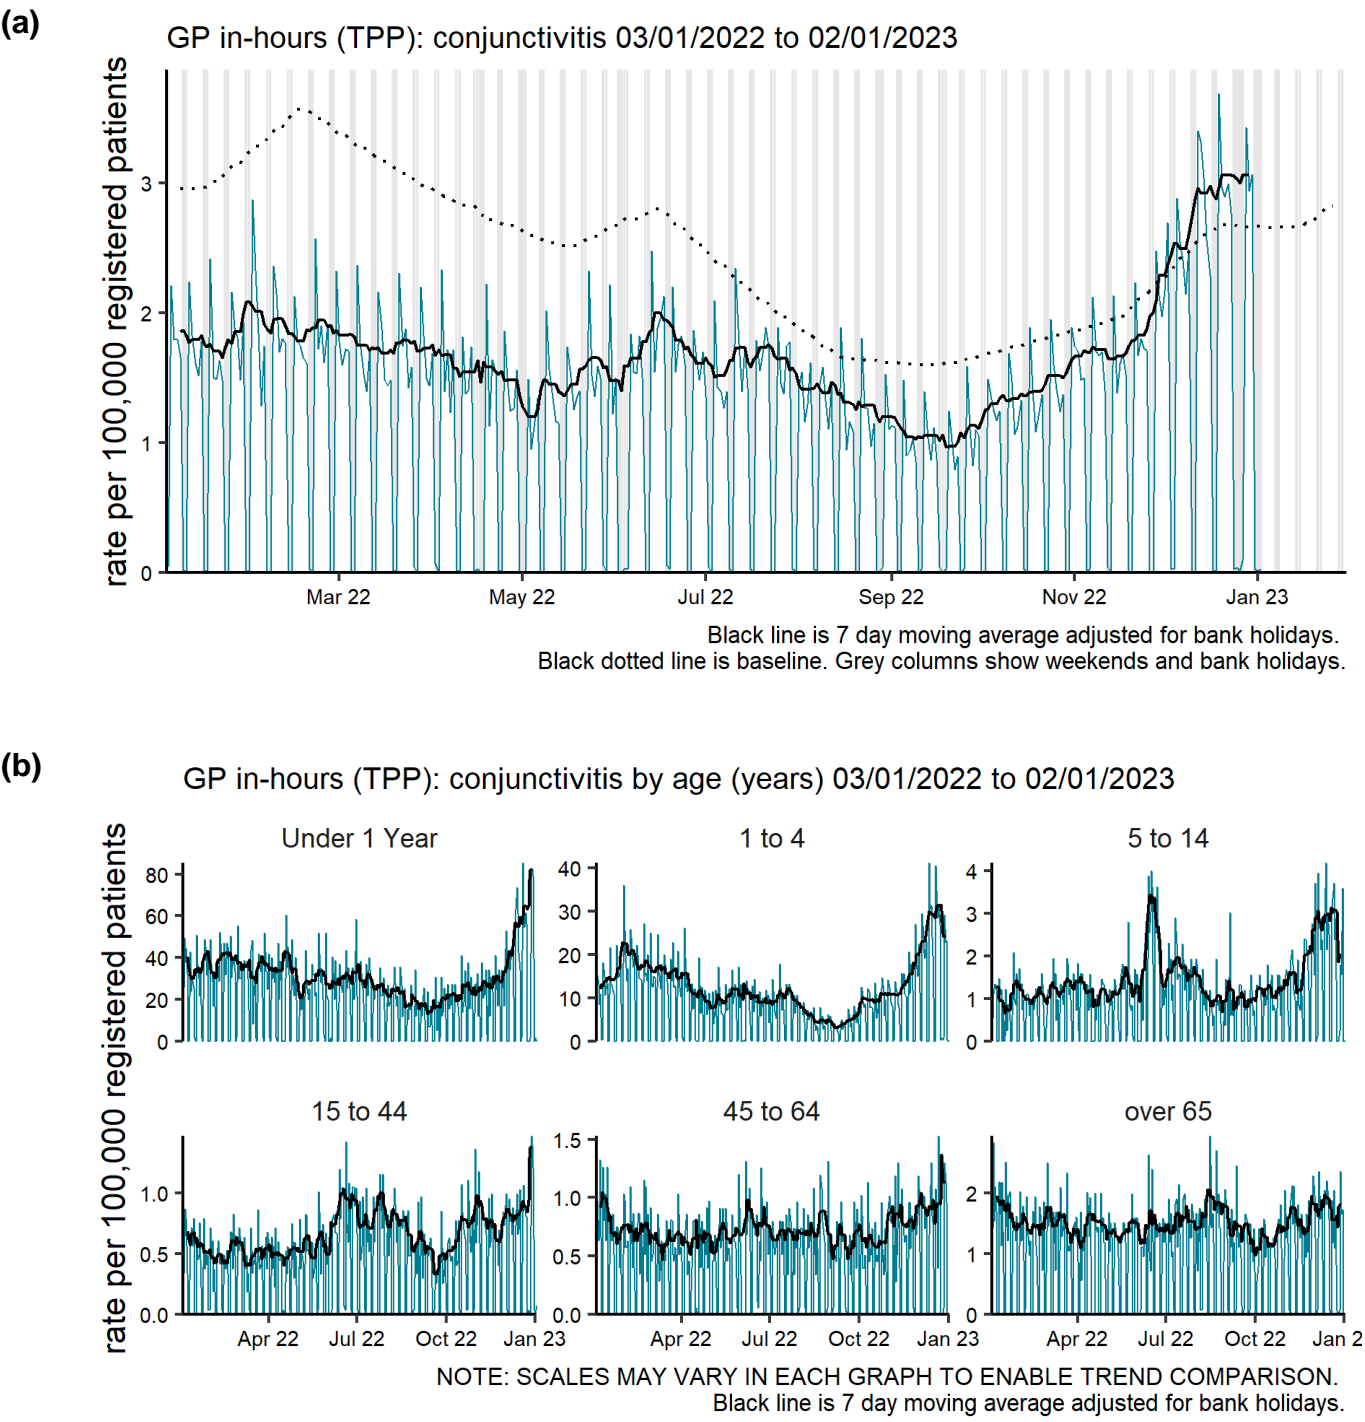 (a)
GP in-hours (TPP): conjunctivitis 03/01/2022 to 02/01/2023
rate per 100,000 registered patients
3
2
1
0
Mar 22 May 22 Jul 22 Sep 22 Nov 22 Jan 23
Black line is 7 day moving average adjusted for bank holidays.
Black dotted line is baseline. Grey columns show weekends and bank holidays.
(b)
GP in-hours (TPP): conjunctivitis by age (years) 03/01/2022 to 02/01/2023
rate per 100,000 registered patients
Under 1 Year
80
60
40
20
0
1 to 4
40
30
20
10
0
5 to 14
4
3
2
1
0
15 to 44
1.0
0.5
0.0
Apr 22 Jul 22 Oct 22 Jan 23
45 to 64
1.5
1.0
0.5
0.0
Apr 22 Jul 22 Oct 22 Jan 23
over 65
2
1
0
Apr 22 Jul 22 Oct 22 Jan 2
NOTE: SCALES MAY VARY IN EACH GRAPH TO ENABLE TREND COMPARISON.
Black line is 7 day moving average adjusted for bank holidays.